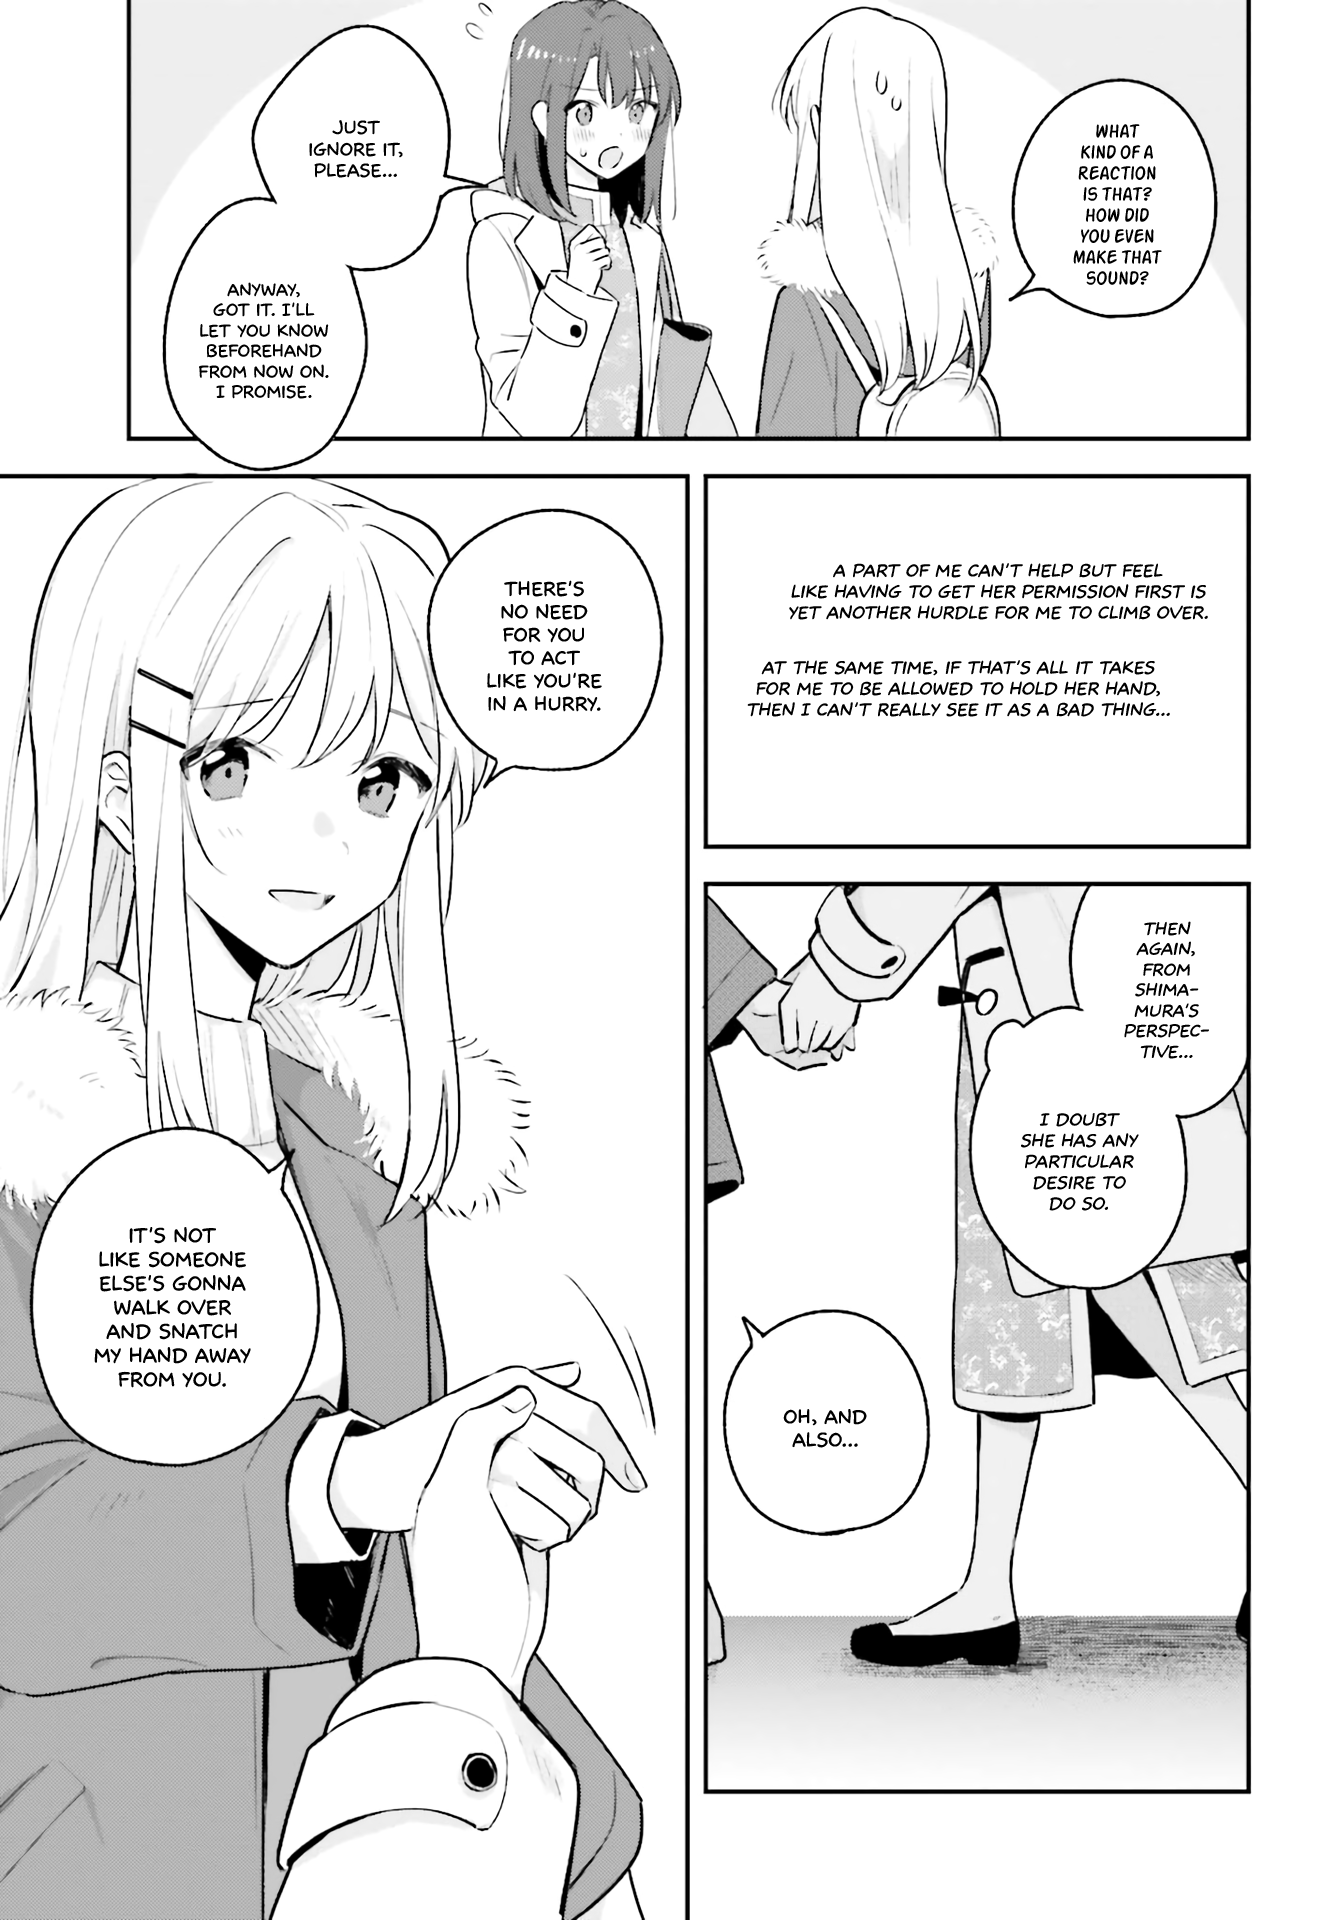 WHAT
KIND OF A
REACTION
IS THAT?
HOW DID
YOU EVEN
MAKE THAT
SOUND?
JUST
IGNORE IT,
PLEASE...
ANYWAY,
GOT IT. I'LL
LET YOU KNOW
BEFOREHAND
FROM NOW ON.
I PROMISE.
A PART OF ME CAN'T HELP BUT FEEL
LIKE HAVING TO GET HER PERMISSION FIRST IS
YET ANOTHER HURDLE FOR ME TO CLIMB OVER.
AT THE SAME TIME, IF THAT'S ALL IT TAKES
FOR ME TO BE ALLOWED TO HOLD HER HAND,
THEN I CAN'T REALLY SEE IT AS A BAD THING...
THEN
AGAIN,
FROM
SHIMA-
MURA'S
PERSPEC-
TIVE...
I DOUBT
SHE HAS ANY
PARTICULAR
DESIRE TO
DO SO.
OH, AND
ALSO...
THERE'S
NO NEED
FOR YOU
TO ACT
LIKE YOU'RE
IN A HURRY.
IT'S NOT
LIKE SOMEONE
ELSE'S GONNA
WALK OVER
AND SNATCH
MY HAND AWAY
FROM YOU.